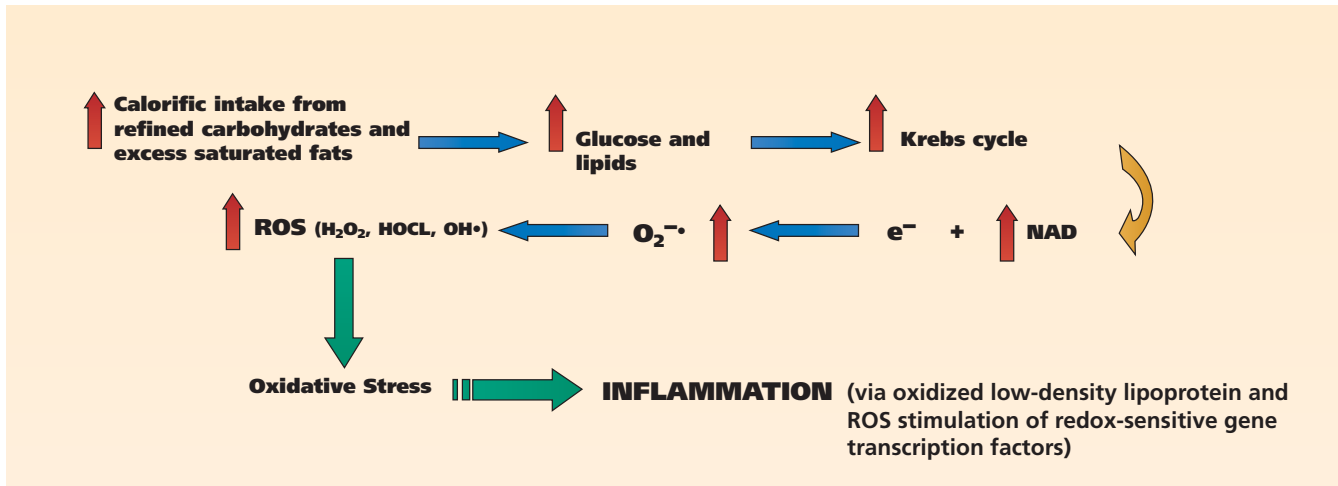 Calorific intake from
refined carbohydrates and
excess saturated fats
Glucose and
lipids
Krebs cycle
ROS (H₂O₂, HOCL, OH•)
O₂⁻•
e⁻ + NAD
Oxidative Stress
INFLAMMATION (via oxidized low-density lipoprotein and
ROS stimulation of redox-sensitive gene
transcription factors)